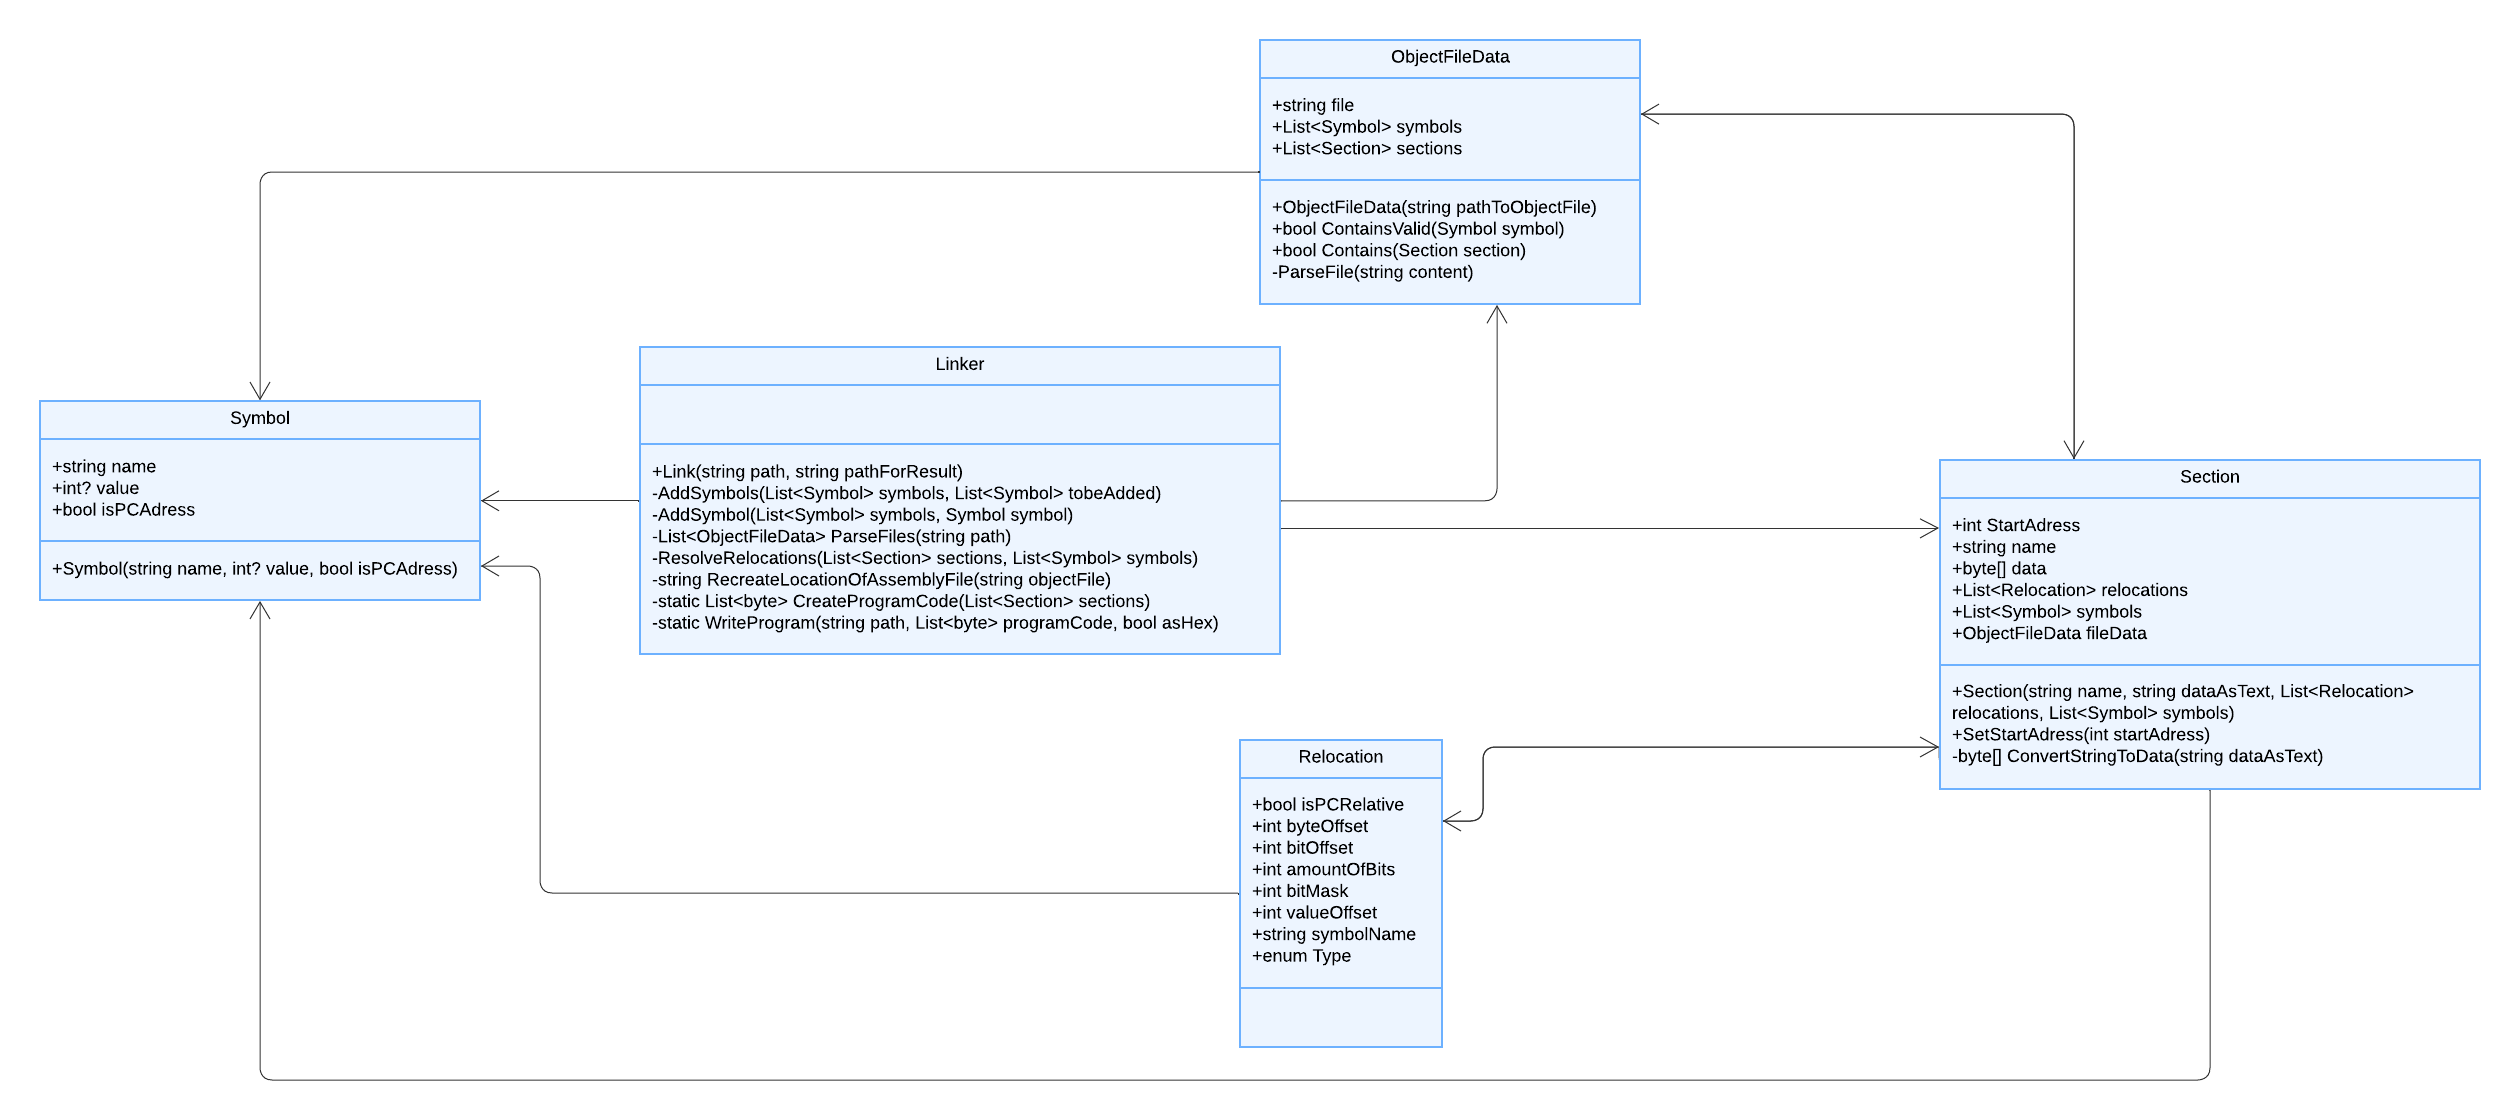 ObjectFileData
+string file
+List<Symbol> symbols
+List<Section> sections
+ObjectFileData(string pathToObjectFile)
+bool ContainsValid(Symbol symbol)
+bool Contains(Section section)
-ParseFile(string content)
Linker
+Link(string path, string pathForResult)
-AddSymbols(List<Symbol> symbols, List<Symbol> tobeAdded)
-AddSymbol(List<Symbol> symbols, Symbol symbol)
-List<ObjectFileData> ParseFiles(string path)
-ResolveRelocations(List<Section> sections, List<Symbol> symbols)
-string RecreateLocationOfAssemblyFile(string objectFile)
-static List<byte> CreateProgramCode(List<Section> sections)
-static WriteProgram(string path, List<byte> programCode, bool asHex)
Symbol
+string name
+int? value
+bool isPCAdress
+Symbol(string name, int? value, bool isPCAdress)
Section
+int StartAdress
+string name
+byte[] data
+List<Relocation> relocations
+List<Symbol> symbols
+ObjectFileData fileData
+Section(string name, string dataAsText, List<Relocation>
relocations, List<Symbol> symbols)
+SetStartAdress(int startAdress)
-byte[] ConvertStringToData(string dataAsText)
Relocation
+bool isPCRelative
+int byteOffset
+int bitOffset
+int amountOfBits
+int bitMask
+int valueOffset
+string symbolName
+enum Type